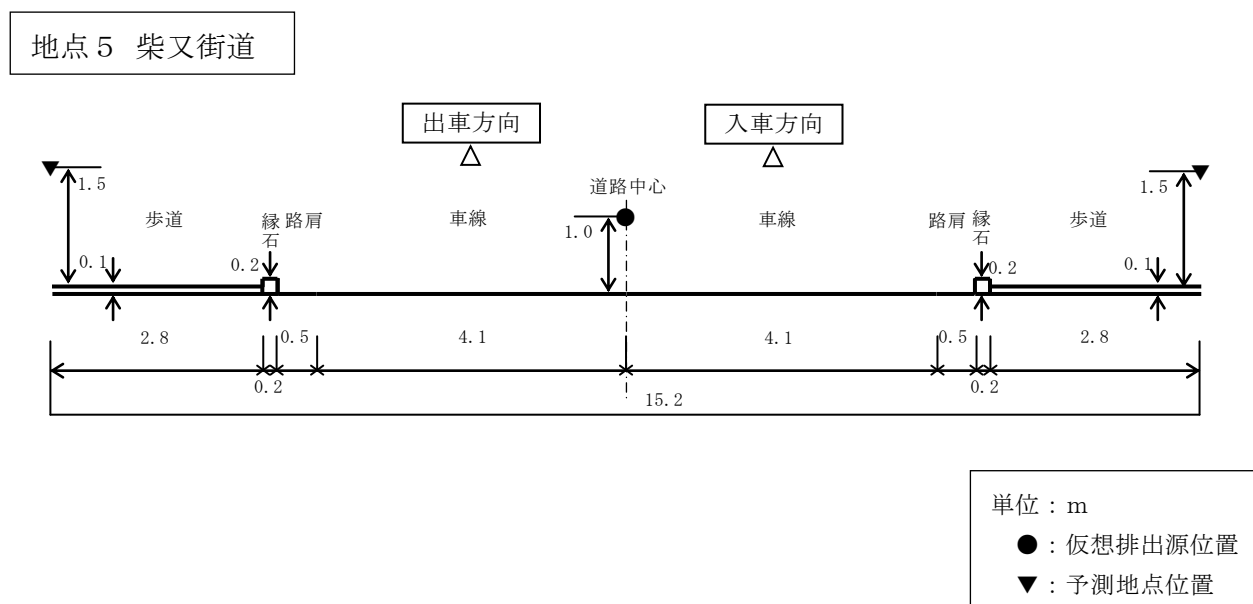 地点５ 柴又街道
出車方向
入車方向
道路中心
1.5
1.5
歩道
縁石
路肩
車線
1.0
車線
路肩
縁石
歩道
0.1
0.2
0.2
0.1
2.8
0.5
4.1
4.1
0.5
2.8
0.2
0.2
15.2
単位：m
●：仮想排出源位置
▼：予測地点位置